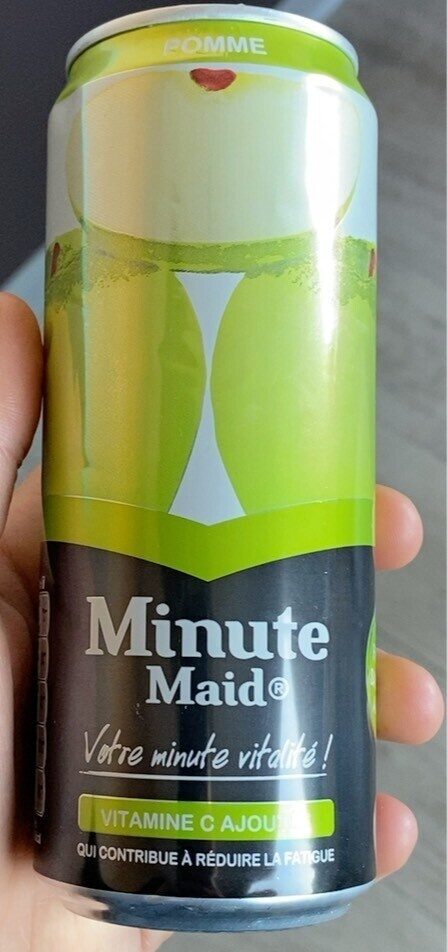 POMME
Minute
Maid®
Votre minute vitalité !
VITAMINE C
QUI CONTRIBUE À RÉDUIRE LA FATIGUE